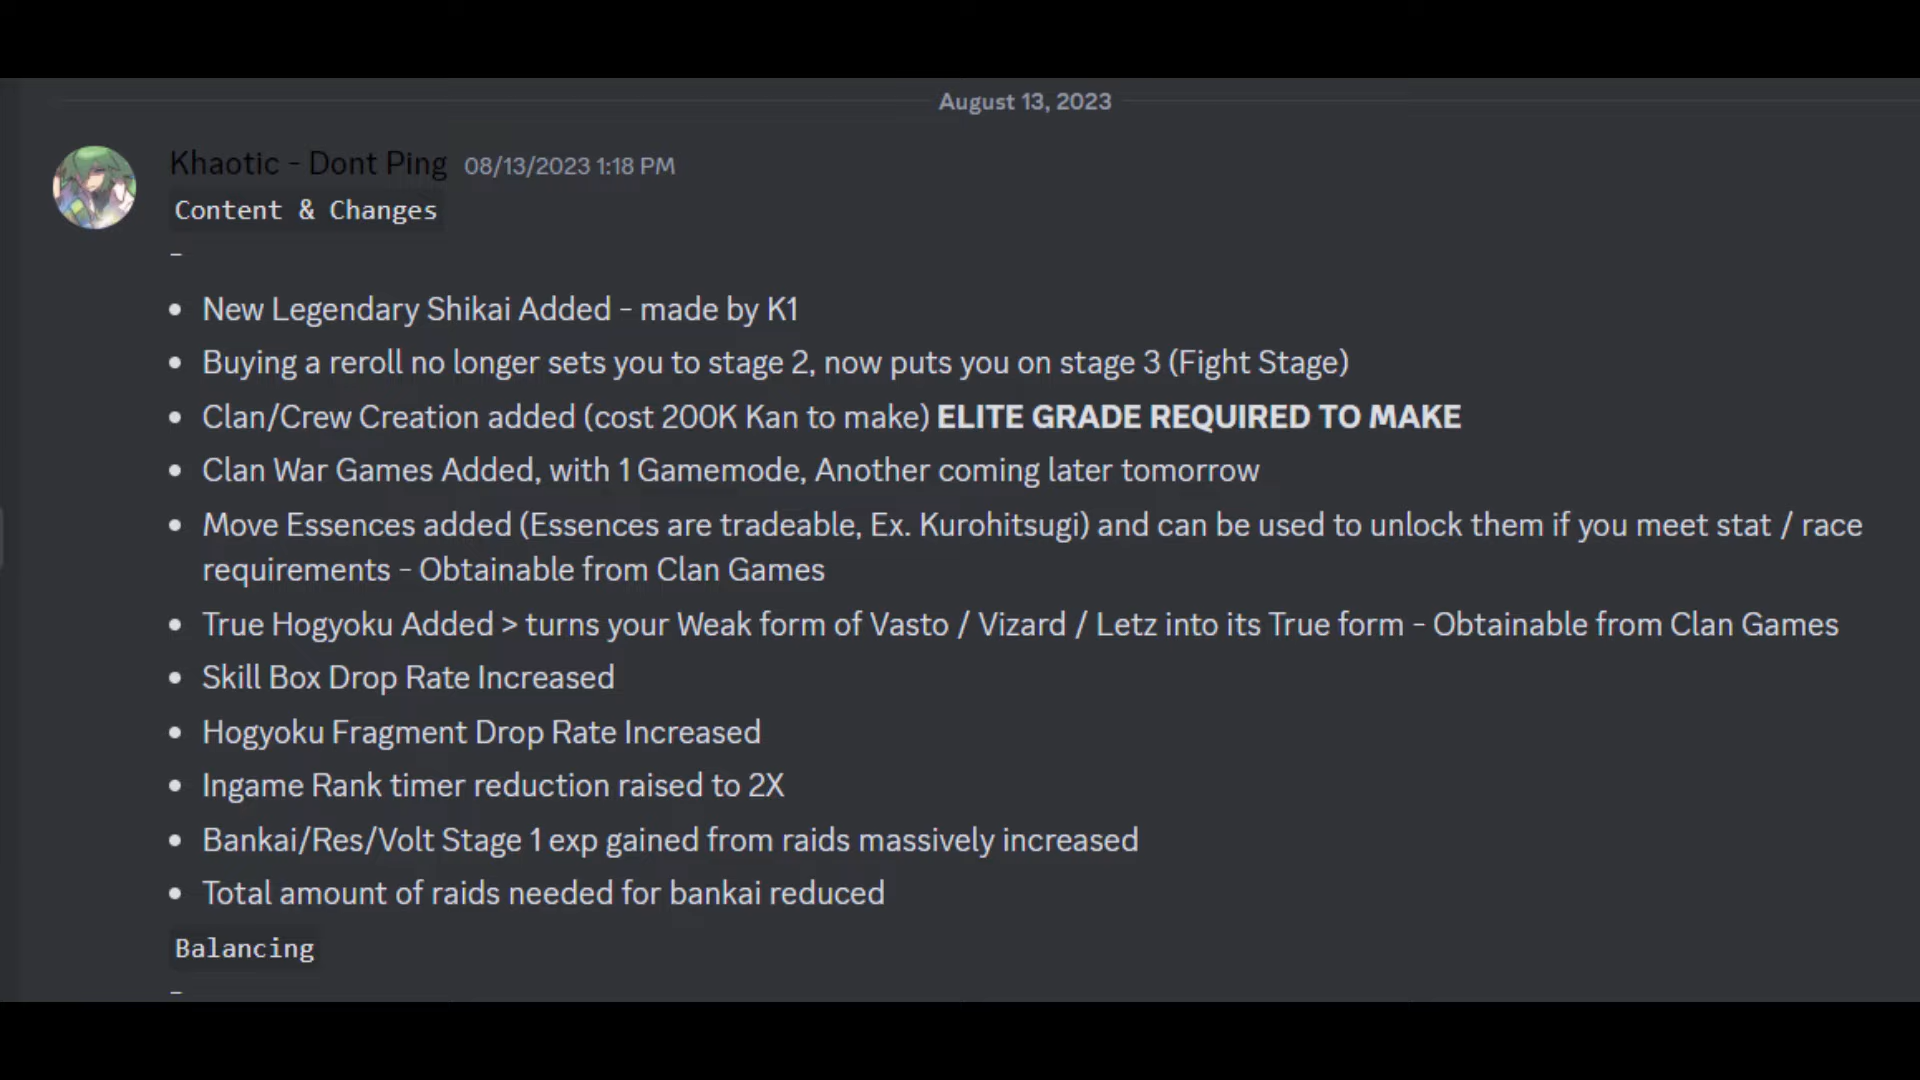 August 13, 2023
Khaotic - Dont Ping 08/13/2023 1:18 PM
Content & Changes
-
• New Legendary Shikai Added - made by K1
• Buying a reroll no longer sets you to stage 2, now puts you on stage 3 (Fight Stage)
• Clan/Crew Creation added (cost 200K Kan to make) ELITE GRADE REQUIRED TO MAKE
• Clan War Games Added, with 1 Gamemode, Another coming later tomorrow
• Move Essences added (Essences are tradeable, Ex. Kurohitsugi) and can be used to unlock them if you meet stat / race
requirements - Obtainable from Clan Games
• True Hogyoku Added > turns your Weak form of Vasto / Vizard / Letz into its True form - Obtainable from Clan Games
• Skill Box Drop Rate Increased
• Hogyoku Fragment Drop Rate Increased
• Ingame Rank timer reduction raised to 2X
• Bankai/Res/Volt Stage 1 exp gained from raids massively increased
• Total amount of raids needed for bankai reduced
Balancing
-